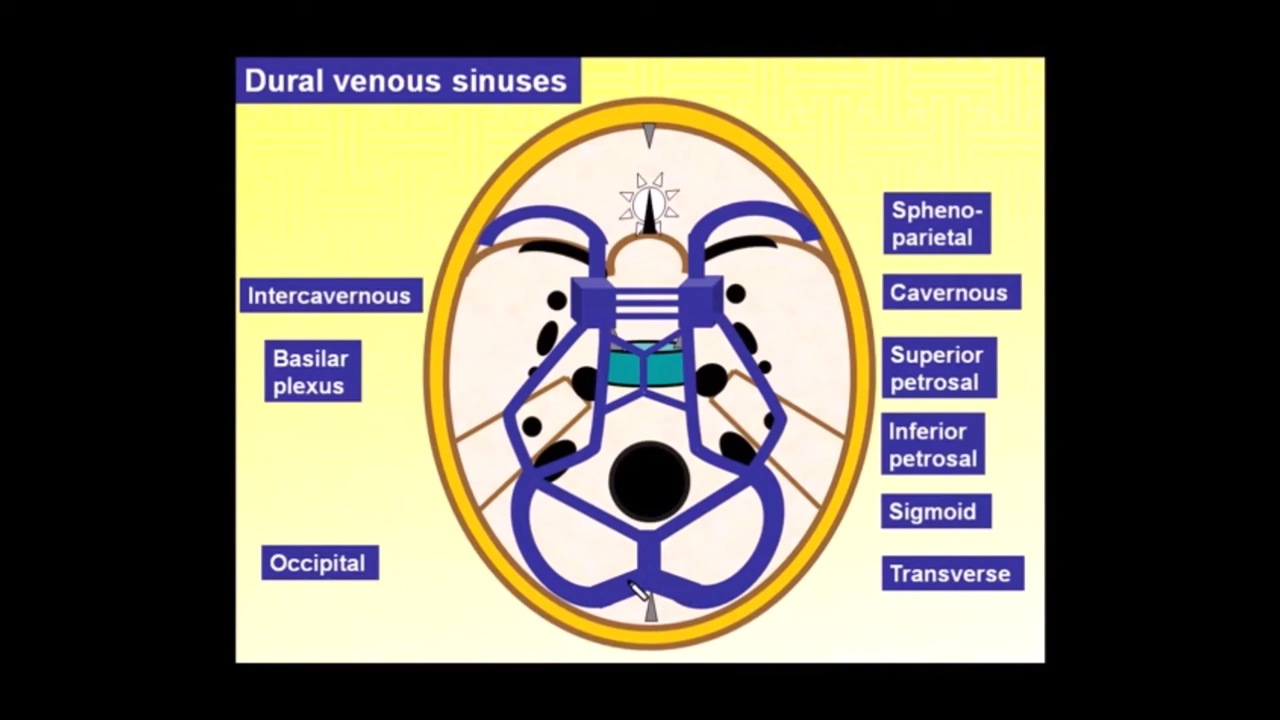 Dural venous sinuses
Intercavernous
Basilar
plexus
Occipital
Spheno-
parietal
Cavernous
Superior
petrosal
Inferior
petrosal
Sigmoid
Transverse